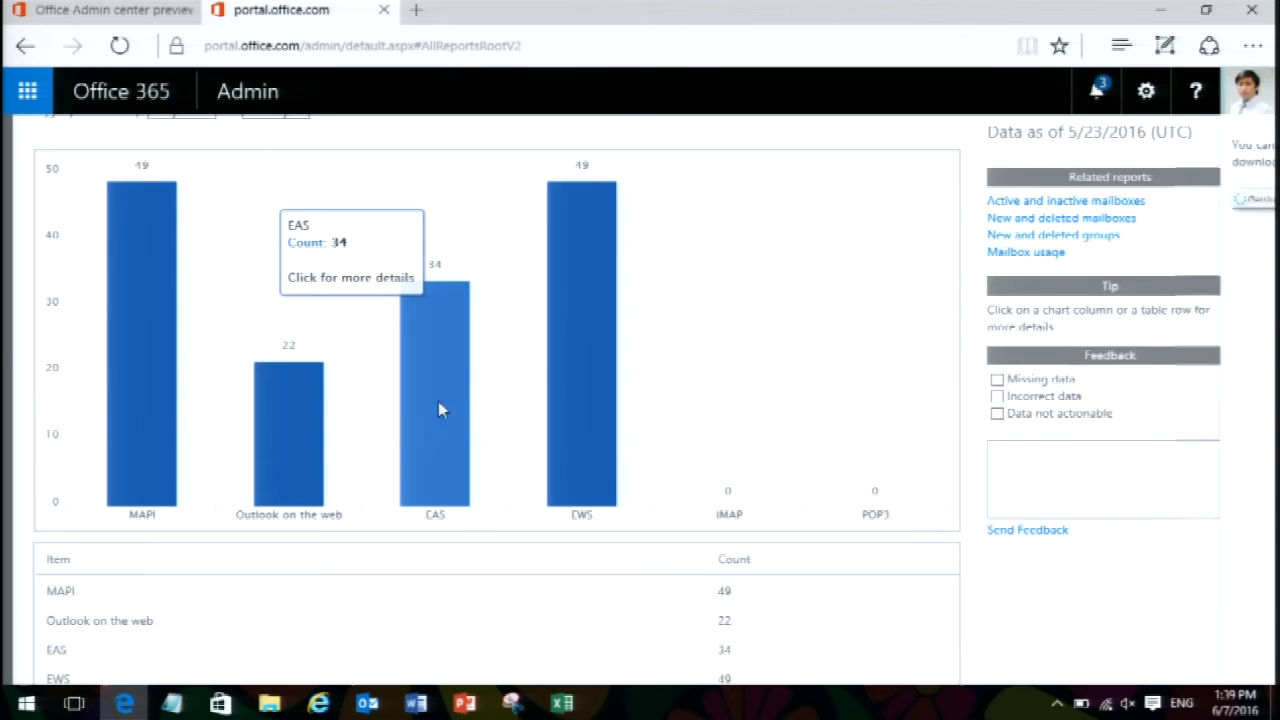 Office Admin center preview
portal.office.com
portal.office.com/admin/default.aspx#AllReportsRootV2
Office 365
Admin
3
?
Data as of 5/23/2016 (UTC)
You can
downlo
Related reports
Active and inactive mailboxes
New and deleted mailboxes
New and deleted groups
Mailbox usage
Tip
Click on a chart column or a table row for
more details
Feedback
Missing data
Incorrect data
Data not actionable
Send Feedback
50
40
30
20
10
0
49
22
34
49
0
0
EAS
Count: 34
Click for more details
MAPI
Outlook on the web
EAS
EWS
IMAP
POP3
Item Count
MAPI 49
Outlook on the web 22
EAS 34
EWS 49
ENG
1:39 PM
6/7/2016